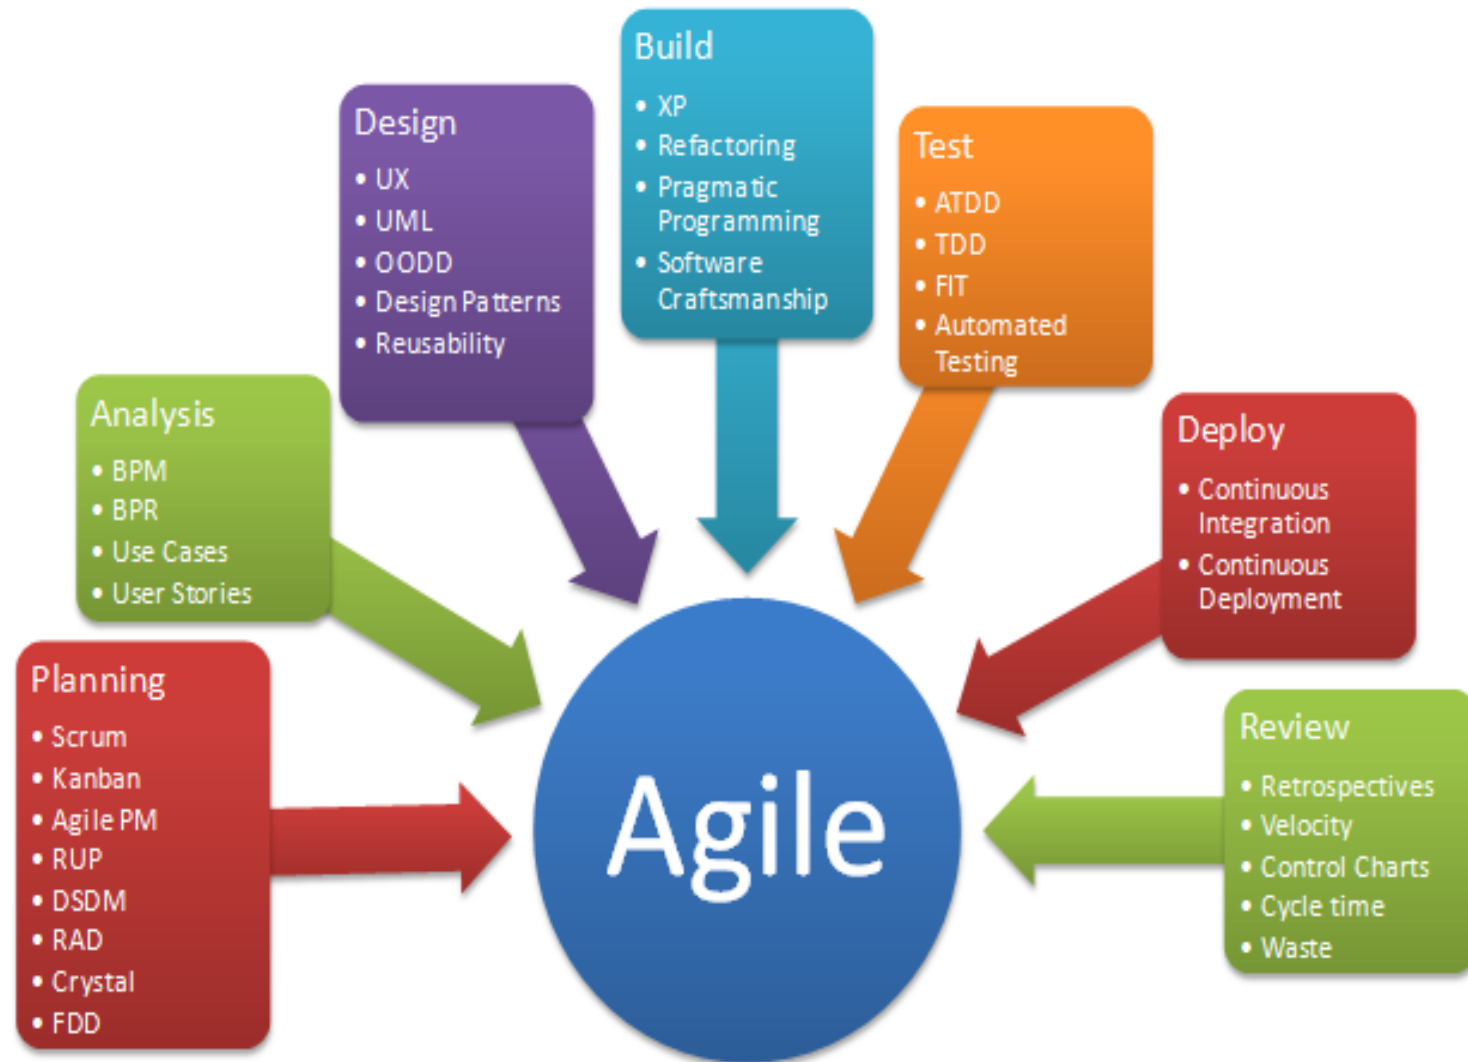 Build
• XP
• Refactoring
• Pragmatic
Programming
• Software
Craftsmanship
Design
• UX
• UML
• OODD
• Design Patterns
• Reusability
Test
• ATDD
• TDD
• FIT
• Automated
Testing
Analysis
• BPM
• BPR
• Use Cases
• User Stories
Deploy
• Continuous
Integration
• Continuous
Deployment
Planning
• Scrum
• Kanban
• Agile PM
• RUP
• DSDM
• RAD
• Crystal
• FDD
Review
• Retrospectives
• Velocity
• Control Charts
• Cycle time
• Waste
Agile